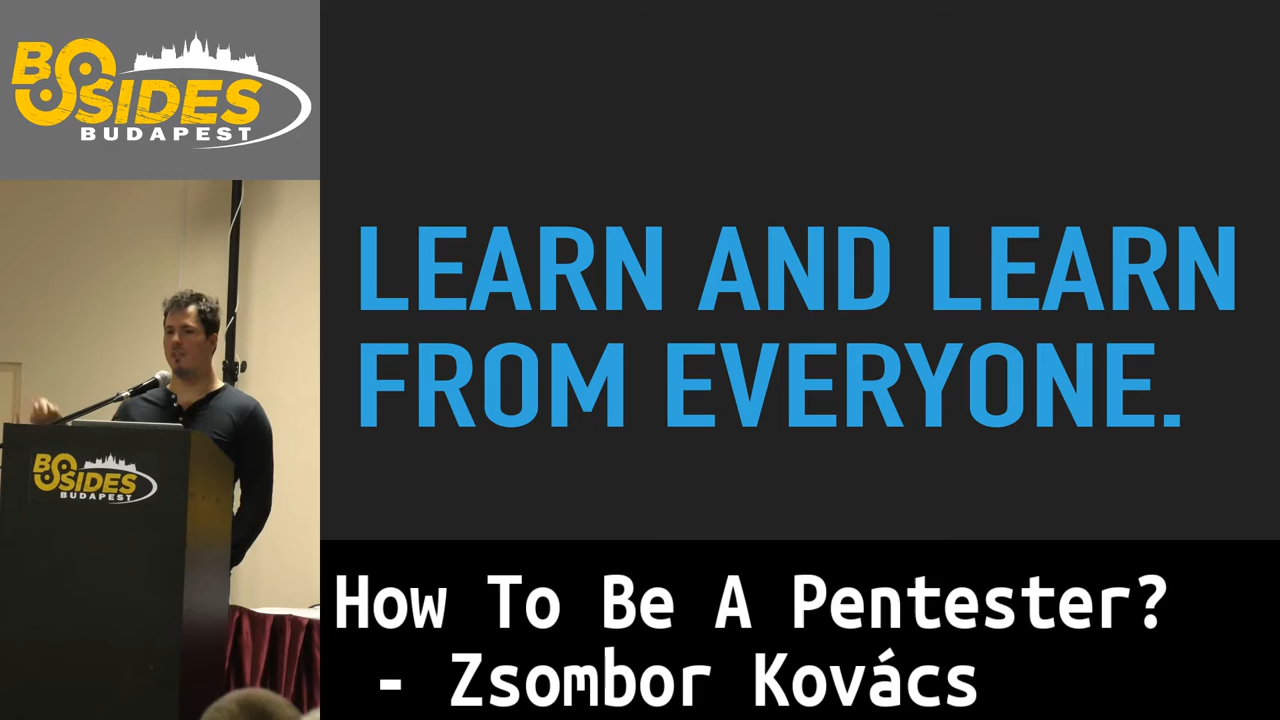 BSIDES
BUDAPEST
LEARN AND LEARN
FROM EVERYONE.
BSIDES
BUDAPEST
How To Be A Pentester?
- Zsombor Kovács